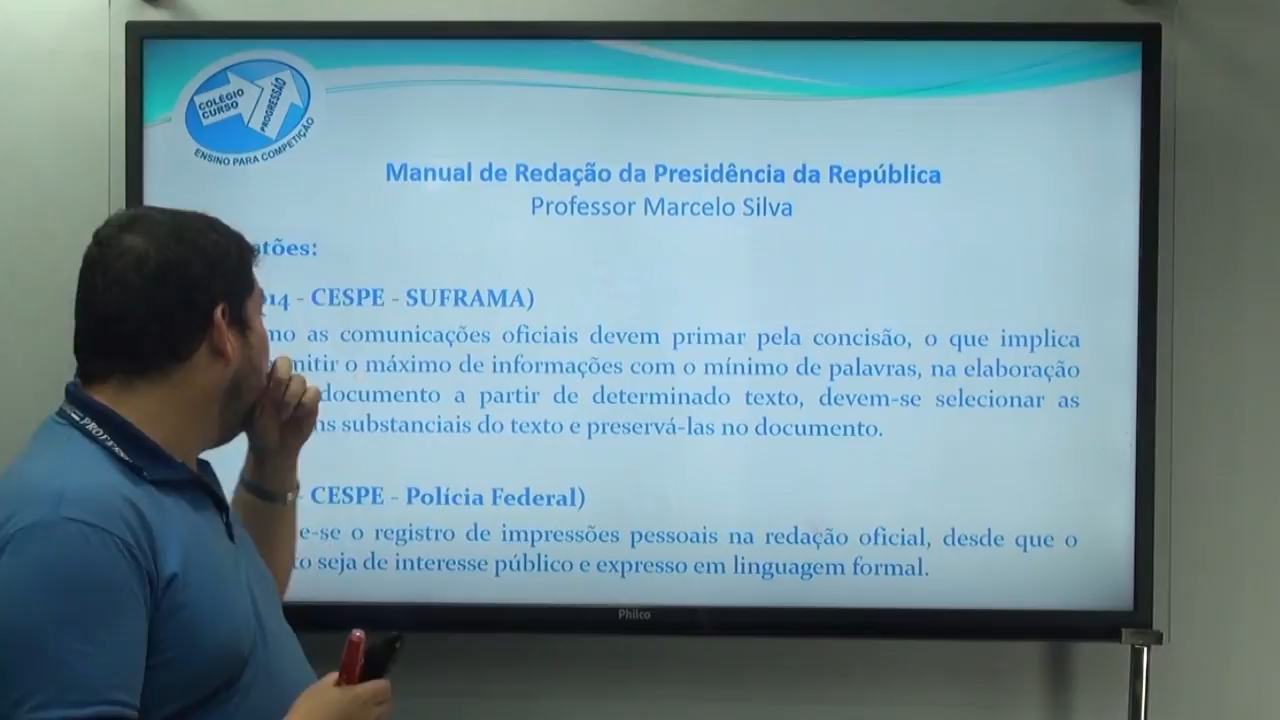 COLÉGIO
CURSO
PROGRESSÃO
ENSINO PARA COMPETIÇÃO
Manual de Redação da Presidência da República
Professor Marcelo Silva
stões:
14 - CESPE - SUFRAMA)
mo as comunicações oficiais devem primar pela concisão, o que implica
mitir o máximo de informações com o mínimo de palavras, na elaboração
documento a partir de determinado texto, devem-se selecionar as
ns substanciais do texto e preservá-las no documento.
- CESPE - Polícia Federal)
e-se o registro de impressões pessoais na redação oficial, desde que o
to seja de interesse público e expresso em linguagem formal.
Philco